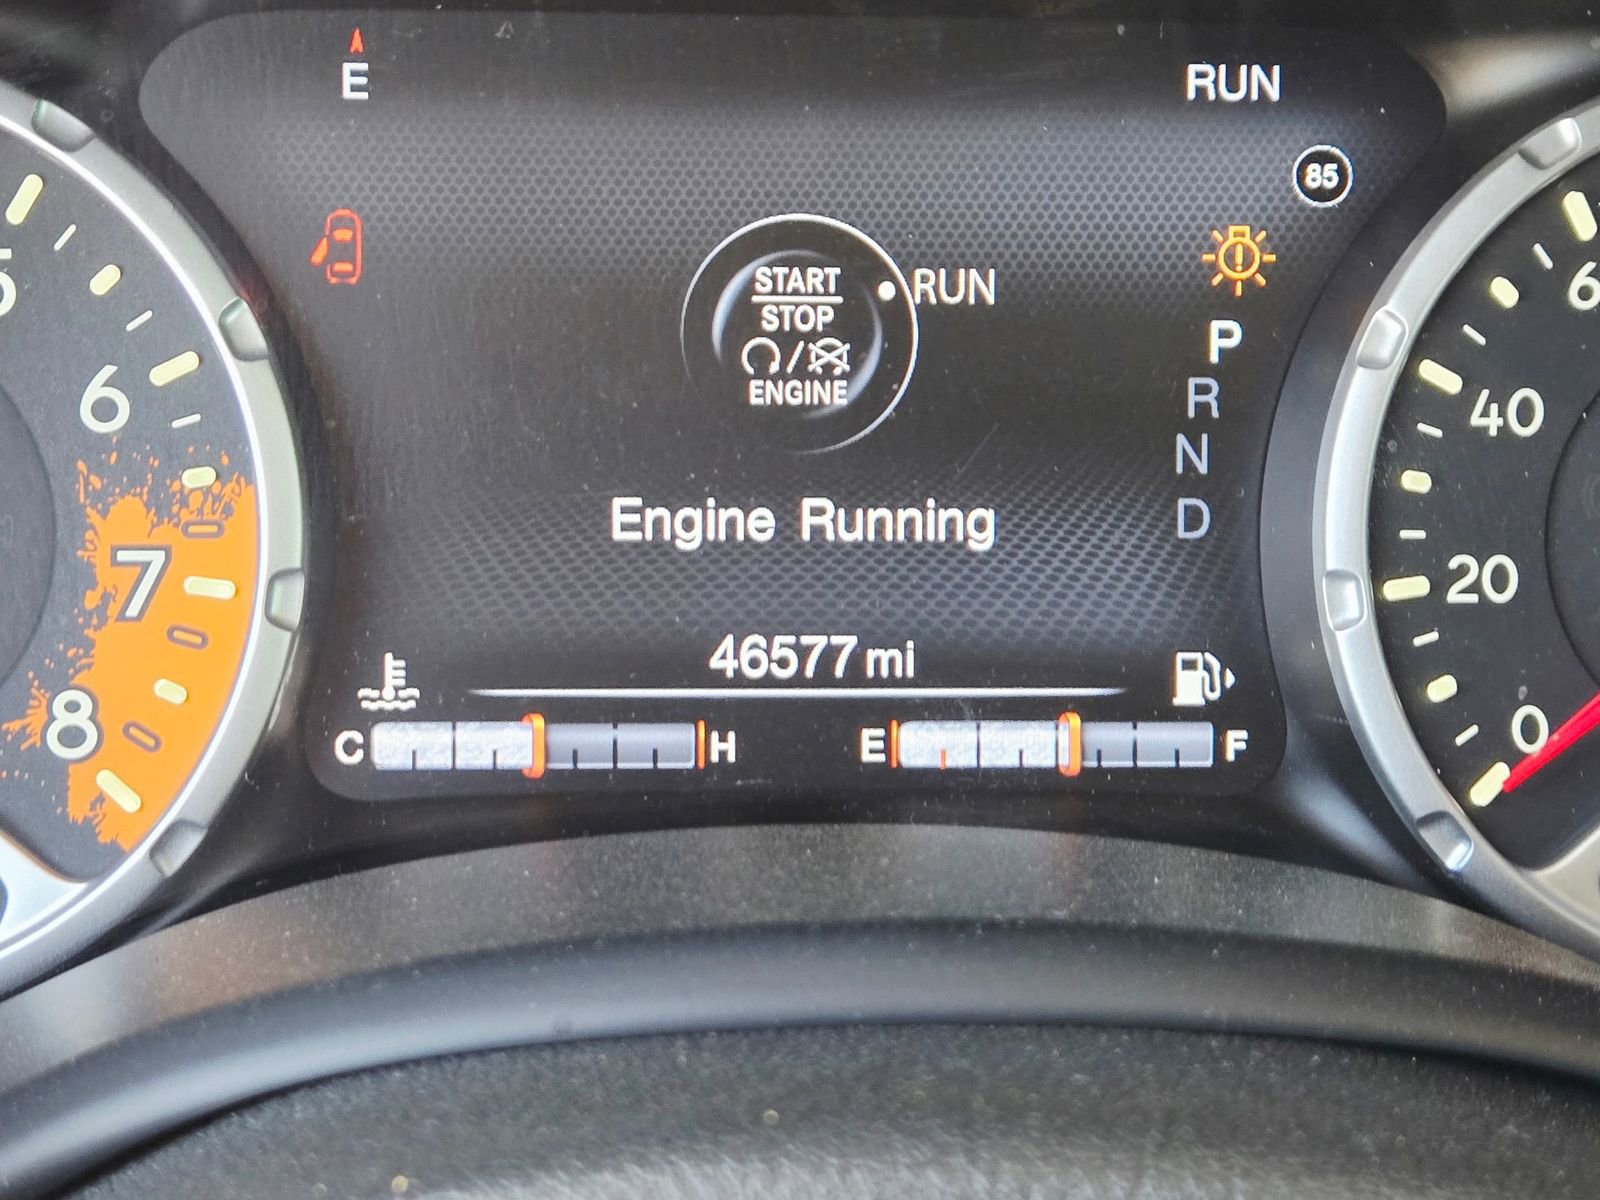 E
RUN
85
START
STOP
ENGINE
RUN
P
R
N
D
Engine Running
46577 mi
C
H
E
F
6
7
8
40
20
0